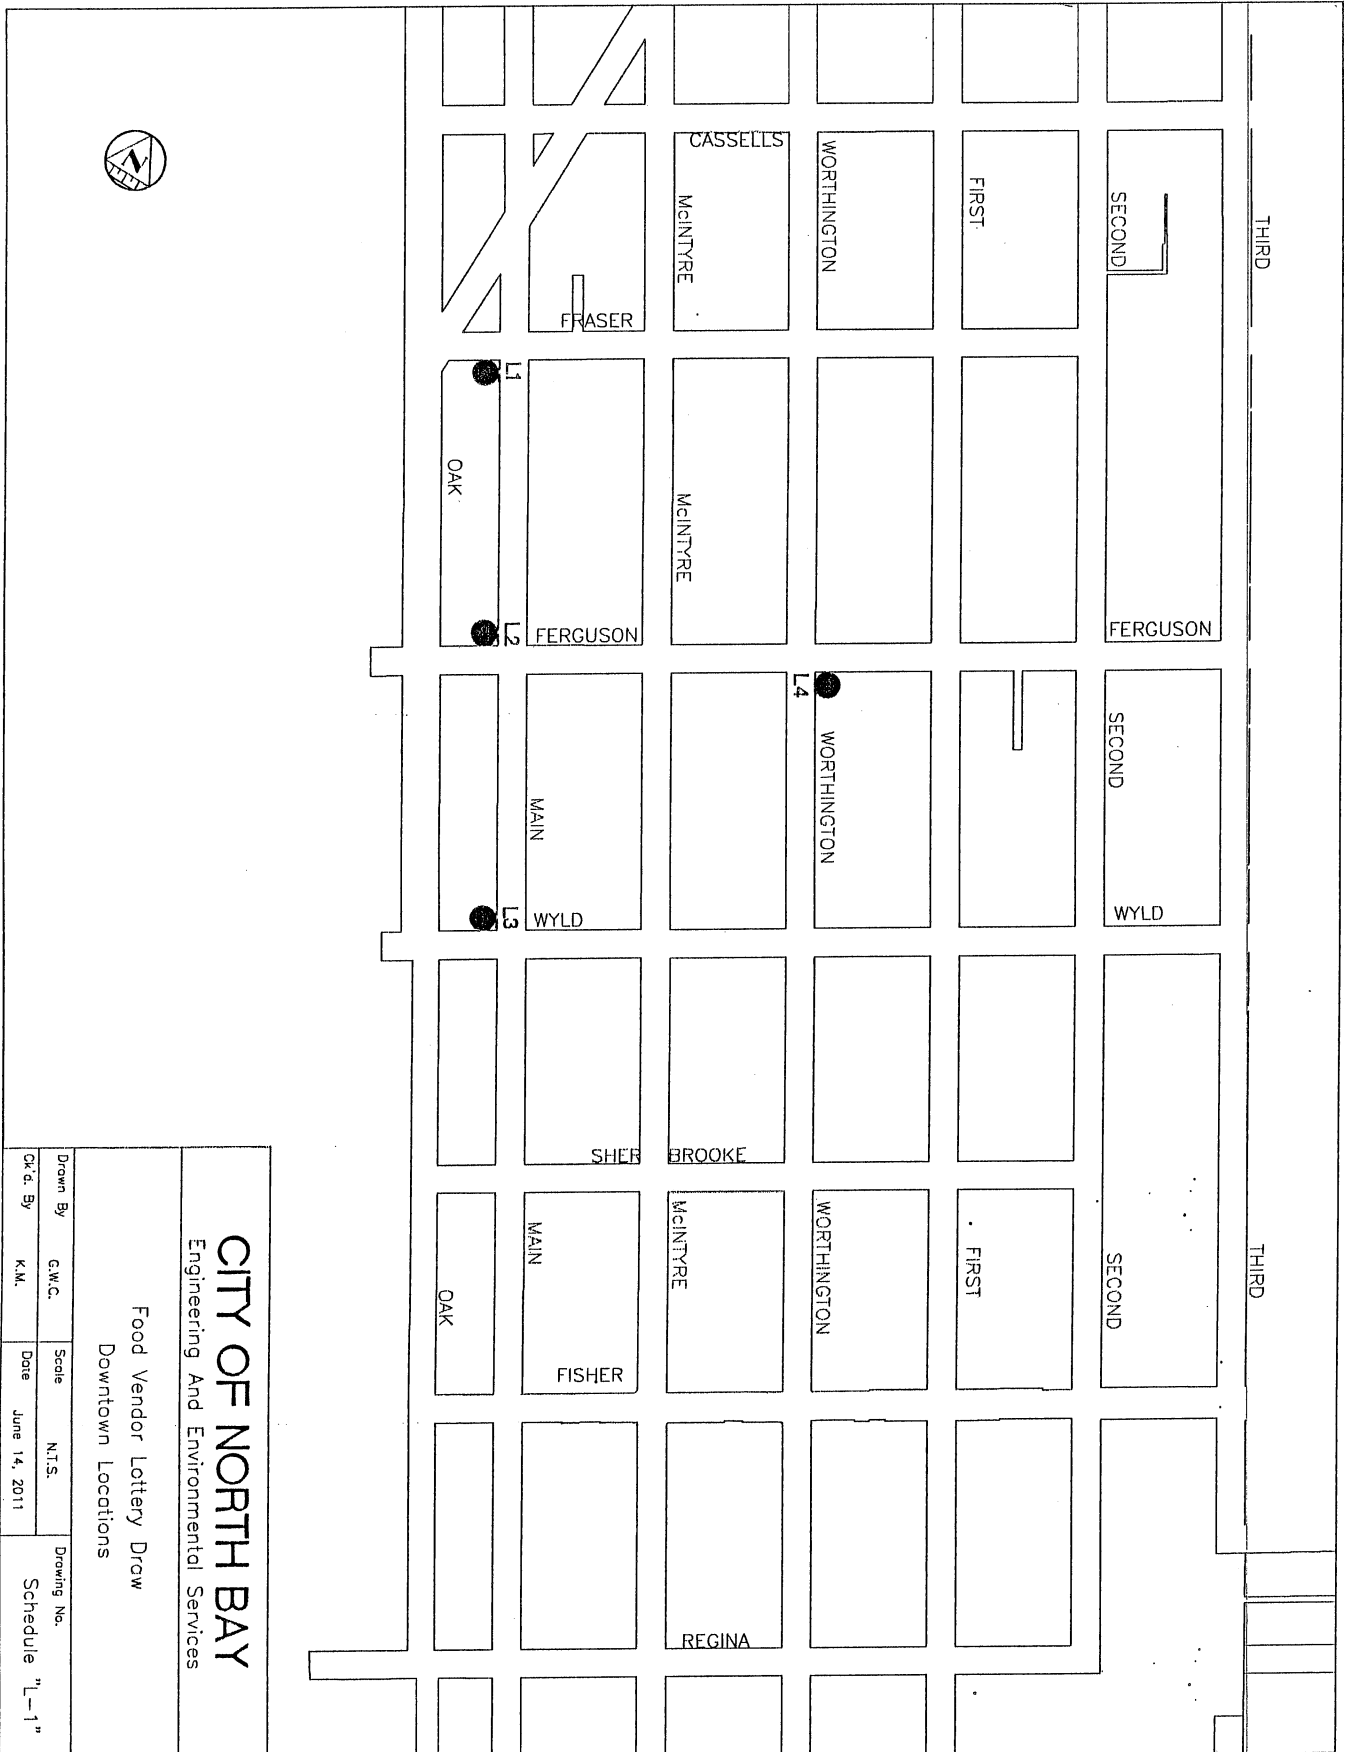 CASSELLS
WORTHINGTON
FIRST
SECOND
THIRD
McINTYRE
FRASER
L1
OAK
McINTYRE
L2
FERGUSON
FERGUSON
L4
WORTHINGTON
SECOND
MAIN
L3
WYLD
WYLD
SHERBROOKE
MAIN
McINTYRE
WORTHINGTON
FIRST
SECOND
THIRD
OAK
FISHER
REGINA
N
CITY OF NORTH BAY
Engineering And Environmental Services
Food Vendor Lottery Draw
Downtown Locations
Drawn By G.W.C.
Scale N.T.S.
Drawing No.
Ck'd. By K.M.
Date June 14, 2011
Schedule "L-1"